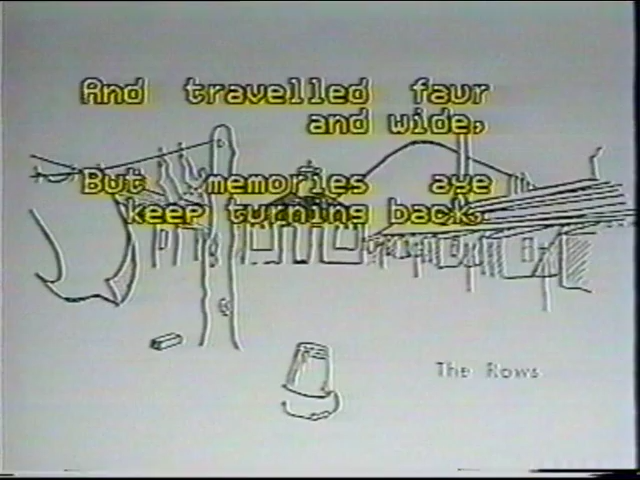 And travelled faur
and wide,
But memories aye
keep turning back.
The Rows